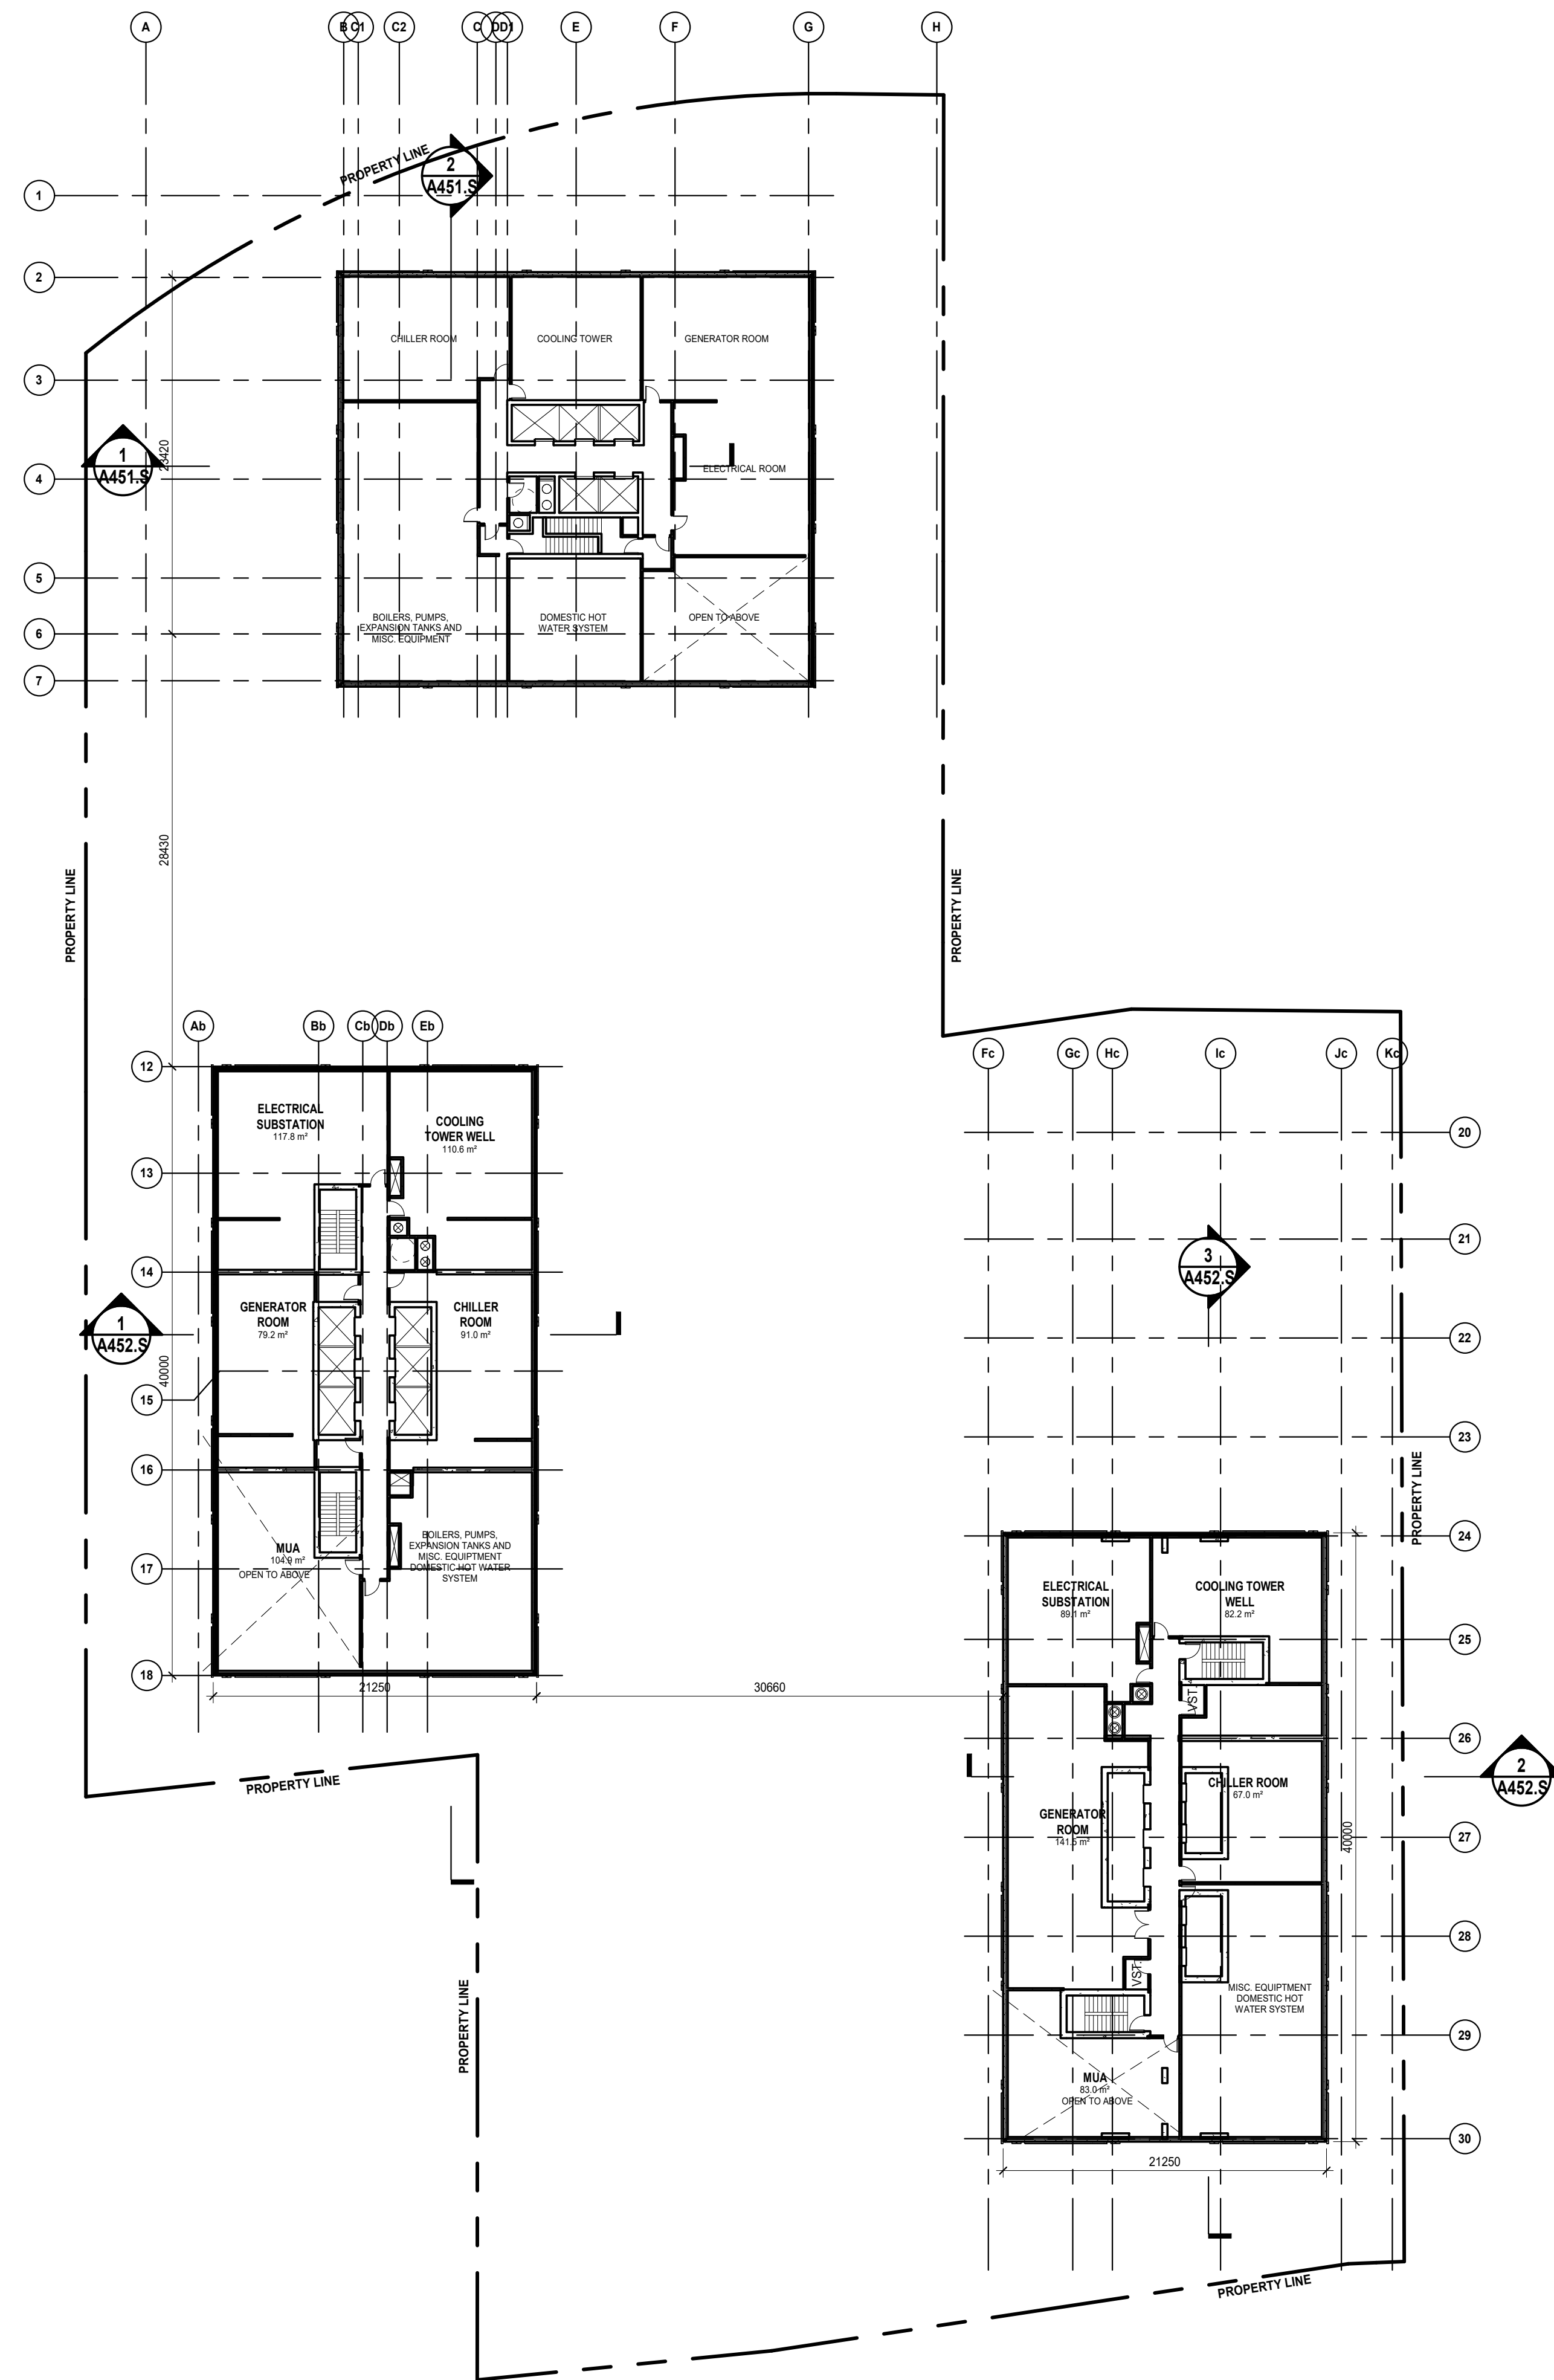 A
B
C1
C2
C
D
D1
E
F
G
H
PROPERTY LINE
2
A451.S
1
2
3
4
5
6
7
CHILLER ROOM
COOLING TOWER
GENERATOR ROOM
1
A451.S
23420
ELECTRICAL ROOM
BOILERS, PUMPS,
EXPANSION TANKS AND
MISC. EQUIPMENT
DOMESTIC HOT
WATER SYSTEM
OPEN TO ABOVE
28430
PROPERTY LINE
PROPERTY LINE
Ab
Bb
Cb
Db
Eb
12
13
14
15
16
17
18
ELECTRICAL
SUBSTATION
117.8 m²
COOLING
TOWER WELL
110.6 m²
GENERATOR
ROOM
79.2 m²
CHILLER
ROOM
91.0 m²
1
A452.S
40000
MUA
104.9 m²
OPEN TO ABOVE
BOILERS, PUMPS,
EXPANSION TANKS AND
MISC. EQUIPTMENT
DOMESTIC HOT WATER
SYSTEM
21250
30660
PROPERTY LINE
PROPERTY LINE
Fc
Gc
Hc
Ic
Jc
Kc
20
21
22
23
24
25
26
27
28
29
30
3
A452.S
PROPERTY LINE
ELECTRICAL
SUBSTATION
89.1 m²
COOLING TOWER
WELL
82.2 m²
VST.
CHILLER ROOM
67.0 m²
2
A452.S
GENERATOR
ROOM
141.5 m²
40000
VST.
MISC. EQUIPTMENT
DOMESTIC HOT
WATER SYSTEM
MUA
83.0 m²
OPEN TO ABOVE
21250
PROPERTY LINE